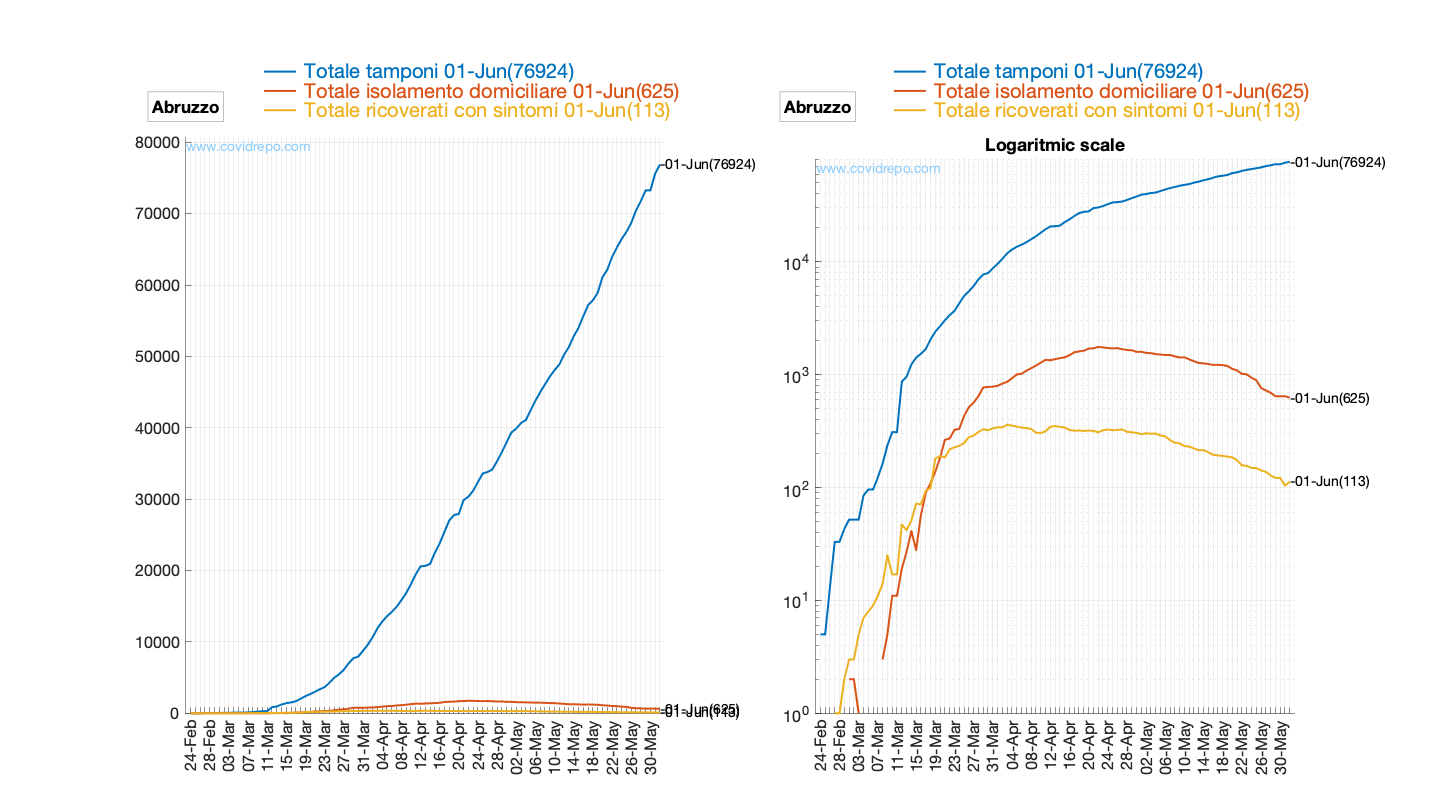 Totale tamponi 01-Jun(76924)
Totale isolamento domiciliare 01-Jun(625)
Totale ricoverati con sintomi 01-Jun(113)
Abruzzo
www.covidrepo.com
80000
70000
60000
50000
40000
30000
20000
10000
0
01-Jun(76924)
01-Jun(625)
01-Jun(113)
24-Feb
28-Feb
03-Mar
07-Mar
11-Mar
15-Mar
19-Mar
23-Mar
27-Mar
31-Mar
04-Apr
08-Apr
12-Apr
16-Apr
20-Apr
24-Apr
28-Apr
02-May
06-May
10-May
14-May
18-May
22-May
26-May
30-May
Totale tamponi 01-Jun(76924)
Totale isolamento domiciliare 01-Jun(625)
Totale ricoverati con sintomi 01-Jun(113)
Abruzzo
Logaritmic scale
www.covidrepo.com
10^4
10^3
10^2
10^1
10^0
01-Jun(76924)
01-Jun(625)
01-Jun(113)
24-Feb
28-Feb
03-Mar
07-Mar
11-Mar
15-Mar
19-Mar
23-Mar
27-Mar
31-Mar
04-Apr
08-Apr
12-Apr
16-Apr
20-Apr
24-Apr
28-Apr
02-May
06-May
10-May
14-May
18-May
22-May
26-May
30-May